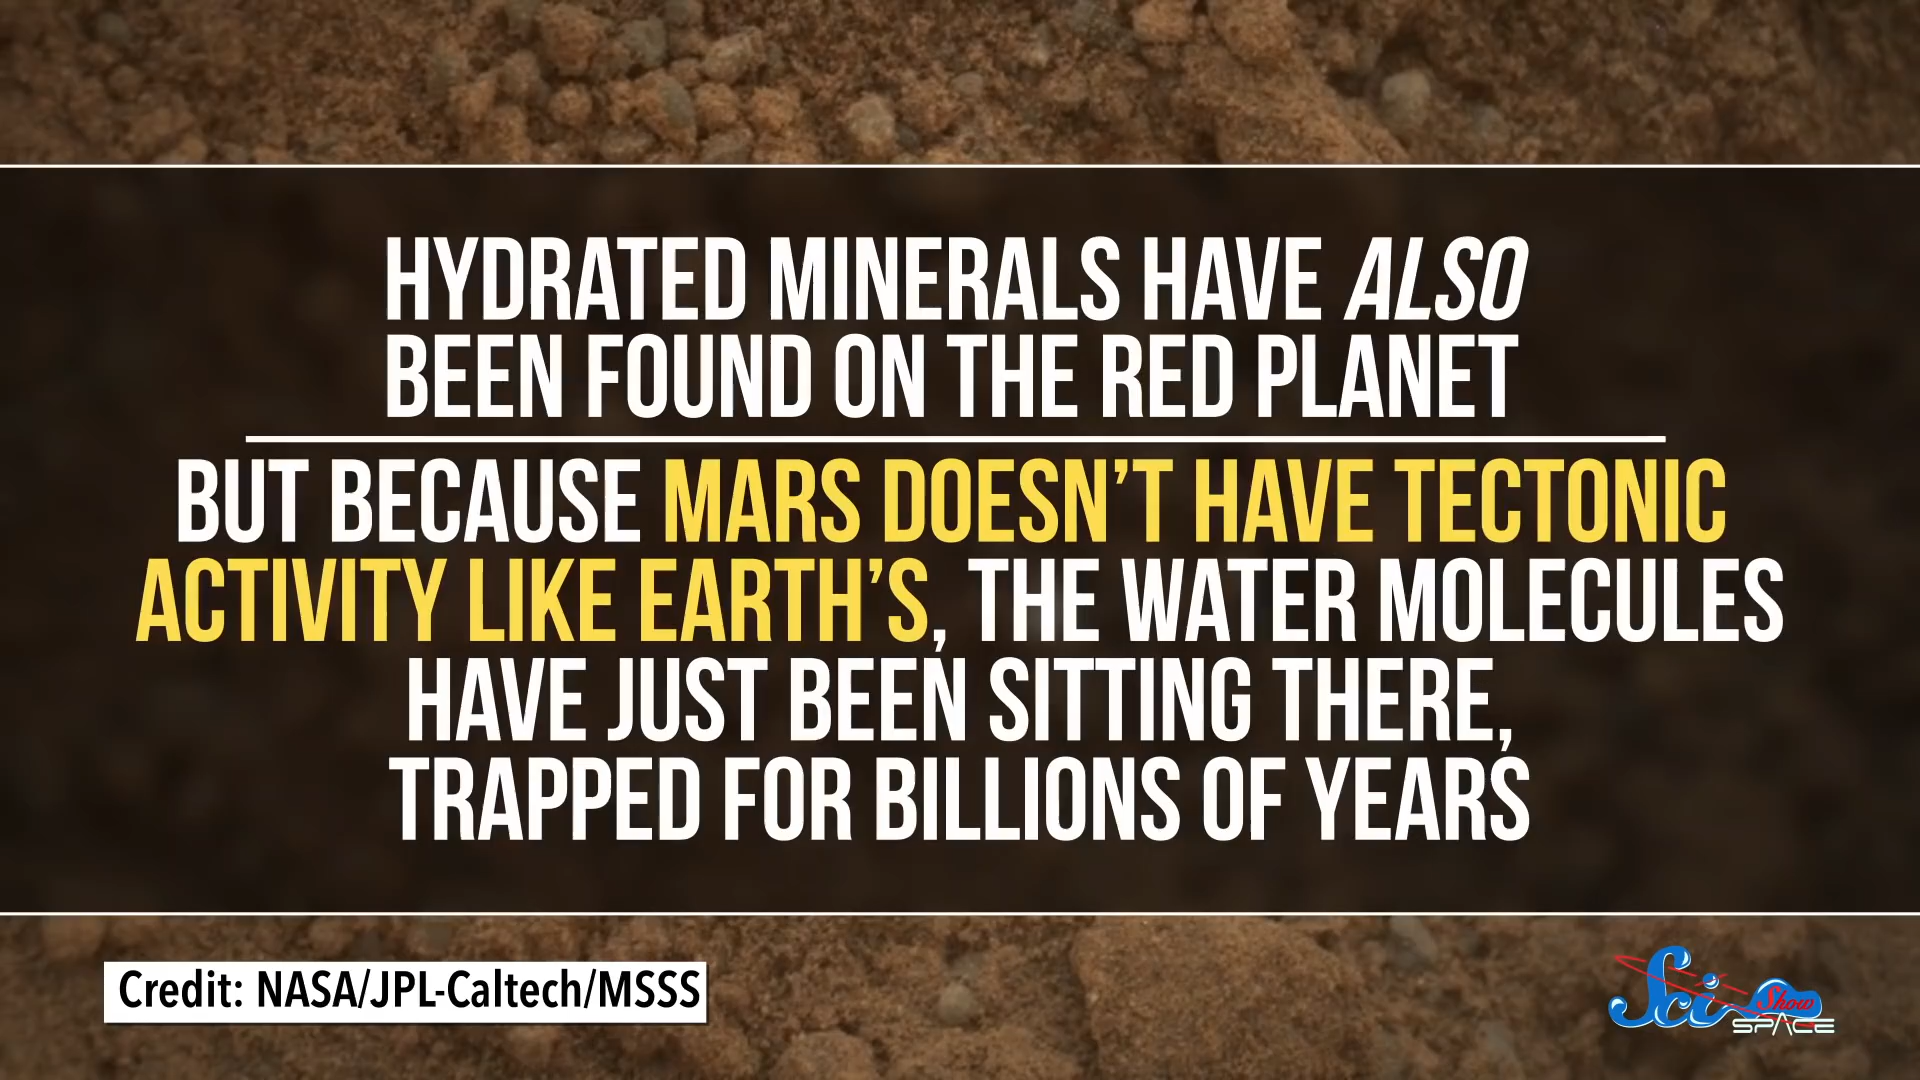 HYDRATED MINERALS HAVE ALSO
BEEN FOUND ON THE RED PLANET
BUT BECAUSE MARS DOESN'T HAVE TECTONIC
ACTIVITY LIKE EARTH'S, THE WATER MOLECULES
HAVE JUST BEEN SITTING THERE,
TRAPPED FOR BILLIONS OF YEARS
Credit: NASA/JPL-Caltech/MSSS
Sci Show
SPACE